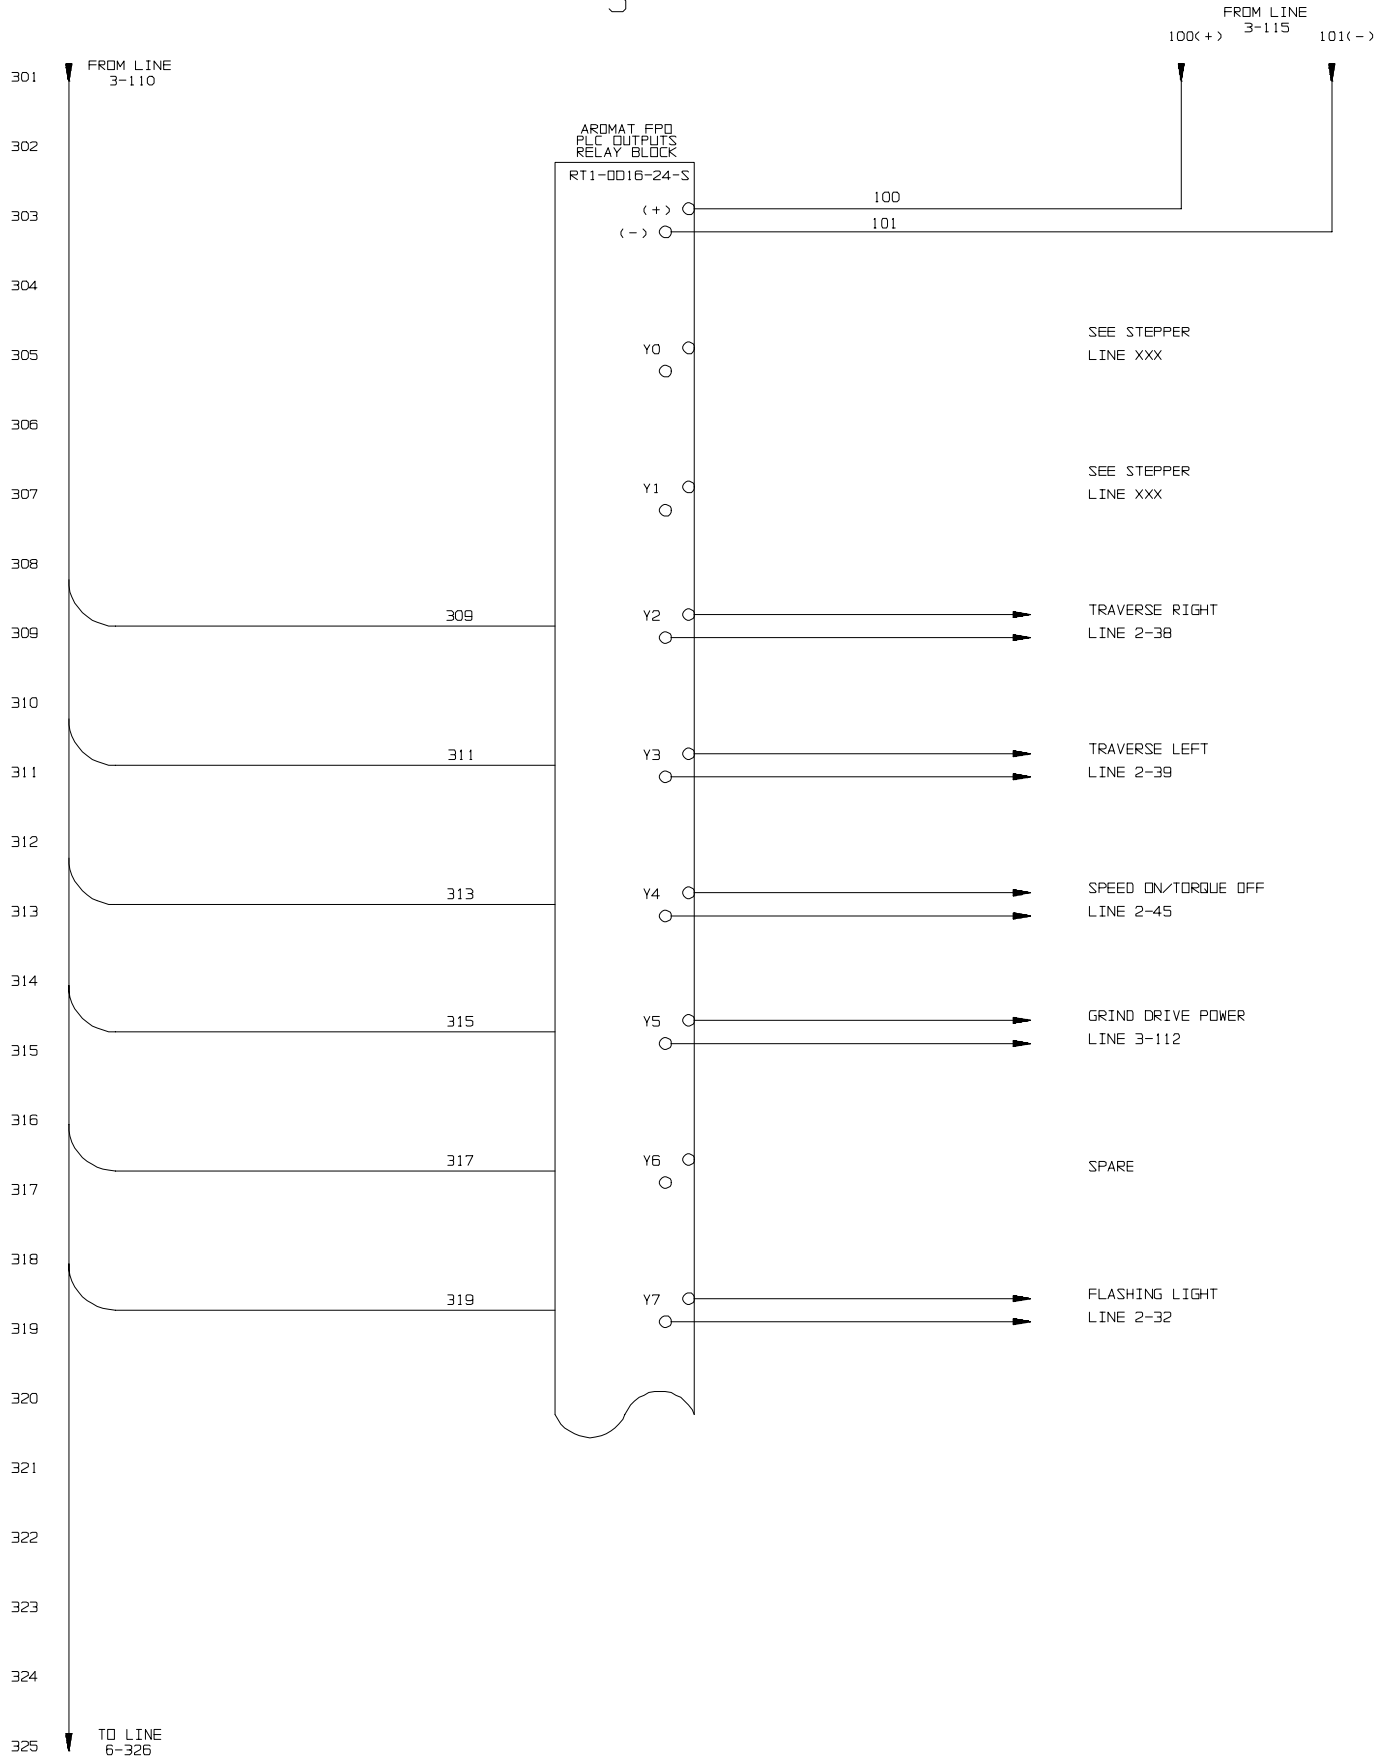 FROM LINE
3-115
100(+)
101(-)
301
FROM LINE
3-110
302
AROMAT FP0
PLC OUTPUTS
RELAY BLOCK
RT1-OD16-24-S
303
(+)
100
(-)
101
304
305
Y0
SEE STEPPER
LINE XXX
306
307
Y1
SEE STEPPER
LINE XXX
308
309
309
Y2
TRAVERSE RIGHT
LINE 2-38
310
311
311
Y3
TRAVERSE LEFT
LINE 2-39
312
313
313
Y4
SPEED ON/TORQUE OFF
LINE 2-45
314
315
315
Y5
GRIND DRIVE POWER
LINE 3-112
316
317
317
Y6
SPARE
318
319
319
Y7
FLASHING LIGHT
LINE 2-32
320
321
322
323
324
325
TO LINE
6-326